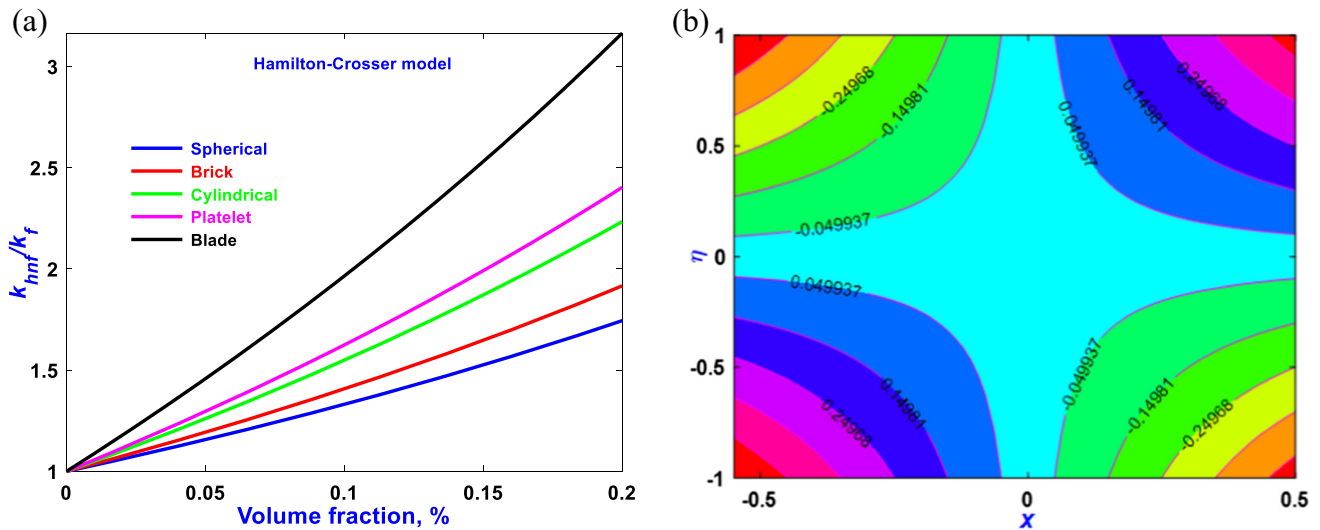 (a)
Hamilton-Crosser model
Spherical
Brick
Cylindrical
Platelet
Blade
k_hnf/k_f
3
2.5
2
1.5
1
0
0.05
0.1
0.15
0.2
Volume fraction, %
(b)
1
0.5
0
-0.5
-1
η
-0.24968
-0.14981
-0.049937
0.049937
0.14981
0.24968
0.049937
0.14981
0.24968
-0.049937
-0.14981
-0.24968
-0.5
0
0.5
x